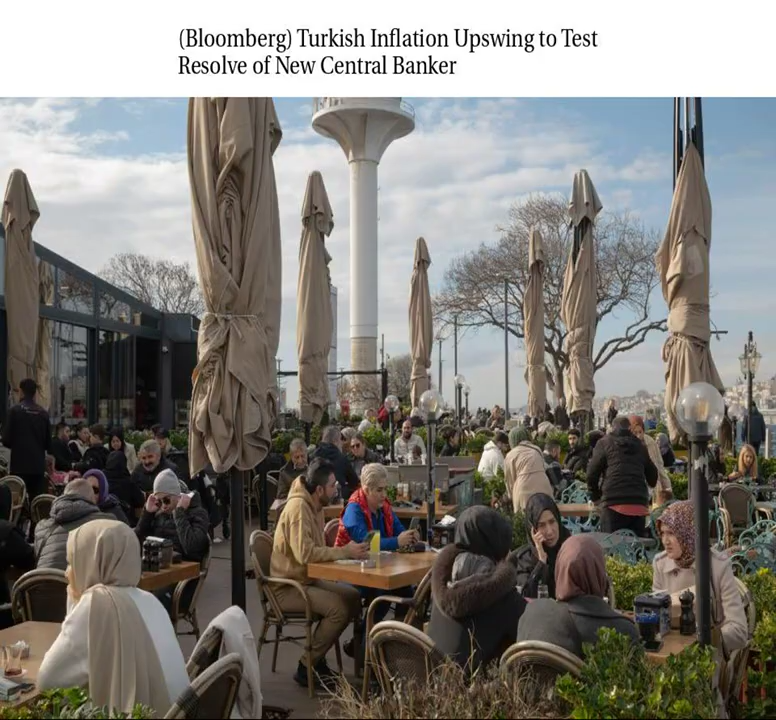 (Bloomberg) Turkish Inflation Upswing to Test
Resolve of New Central Banker